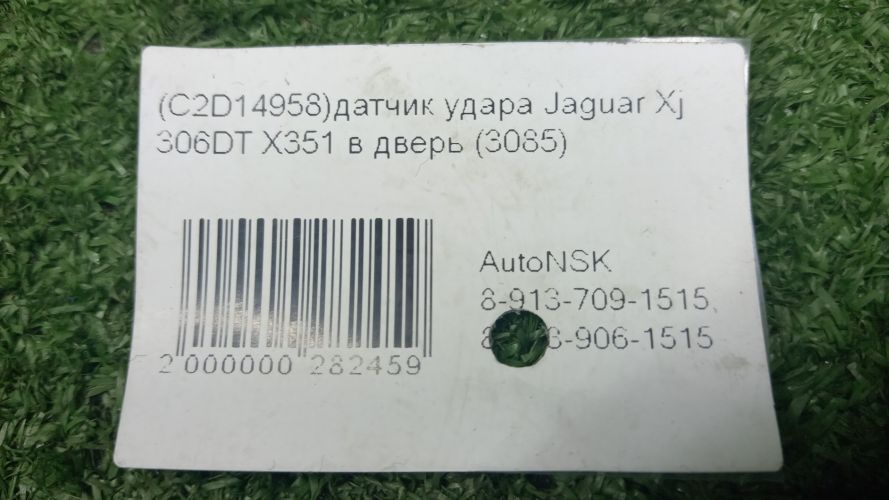 (C2D14958)датчик удара Jaguar Xj
306DT X351 в дверь (3085)
AutoNSK
8-913-709-1515,
3-906-1515
2 000000 282459